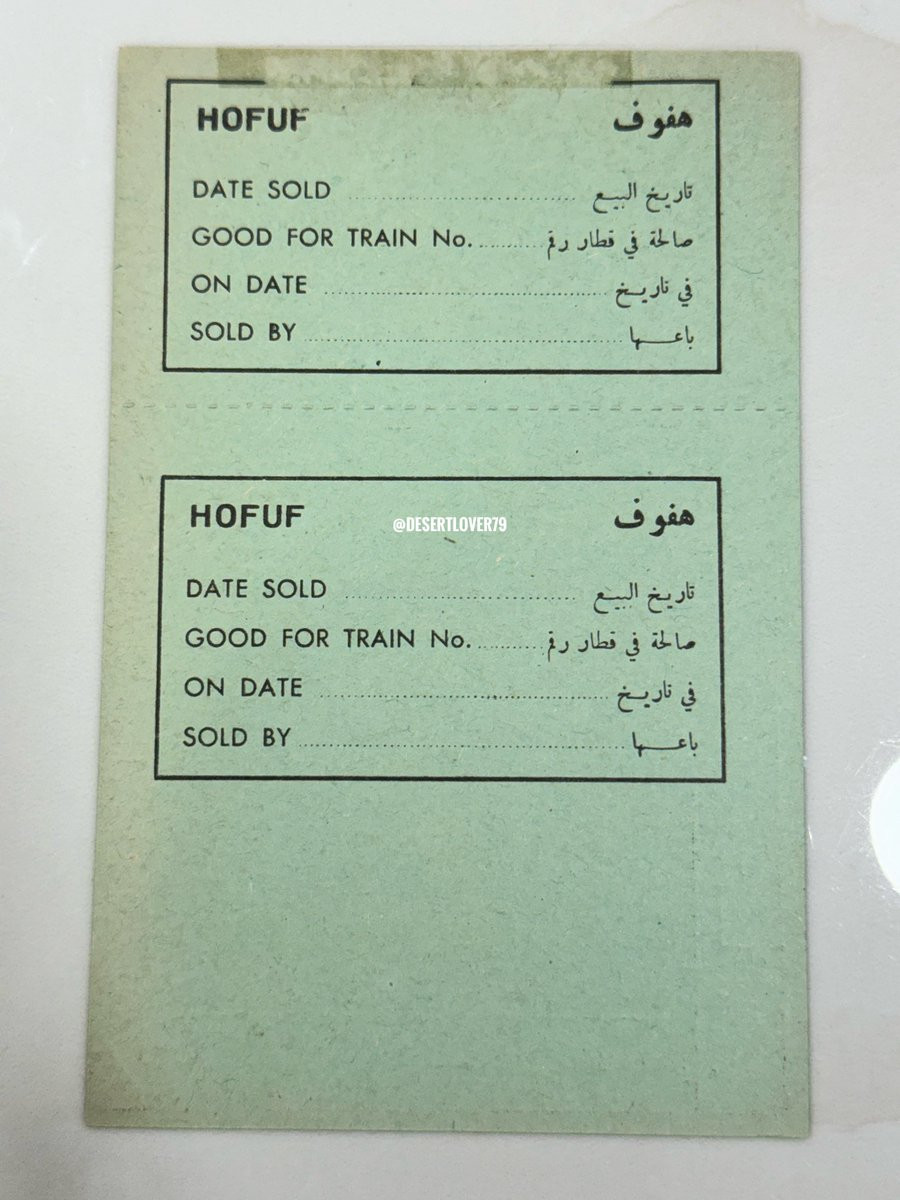 HOFUF هفوف
DATE SOLD .......... تاريخ البيع
GOOD FOR TRAIN No. .......... صالحة في قطار رقم
ON DATE .......... في تاريخ
SOLD BY .......... باعها
HOFUF @DESERTLOVER79 هفوف
DATE SOLD .......... تاريخ البيع
GOOD FOR TRAIN No. .......... صالحة في قطار رقم
ON DATE .......... في تاريخ
SOLD BY .......... باعها